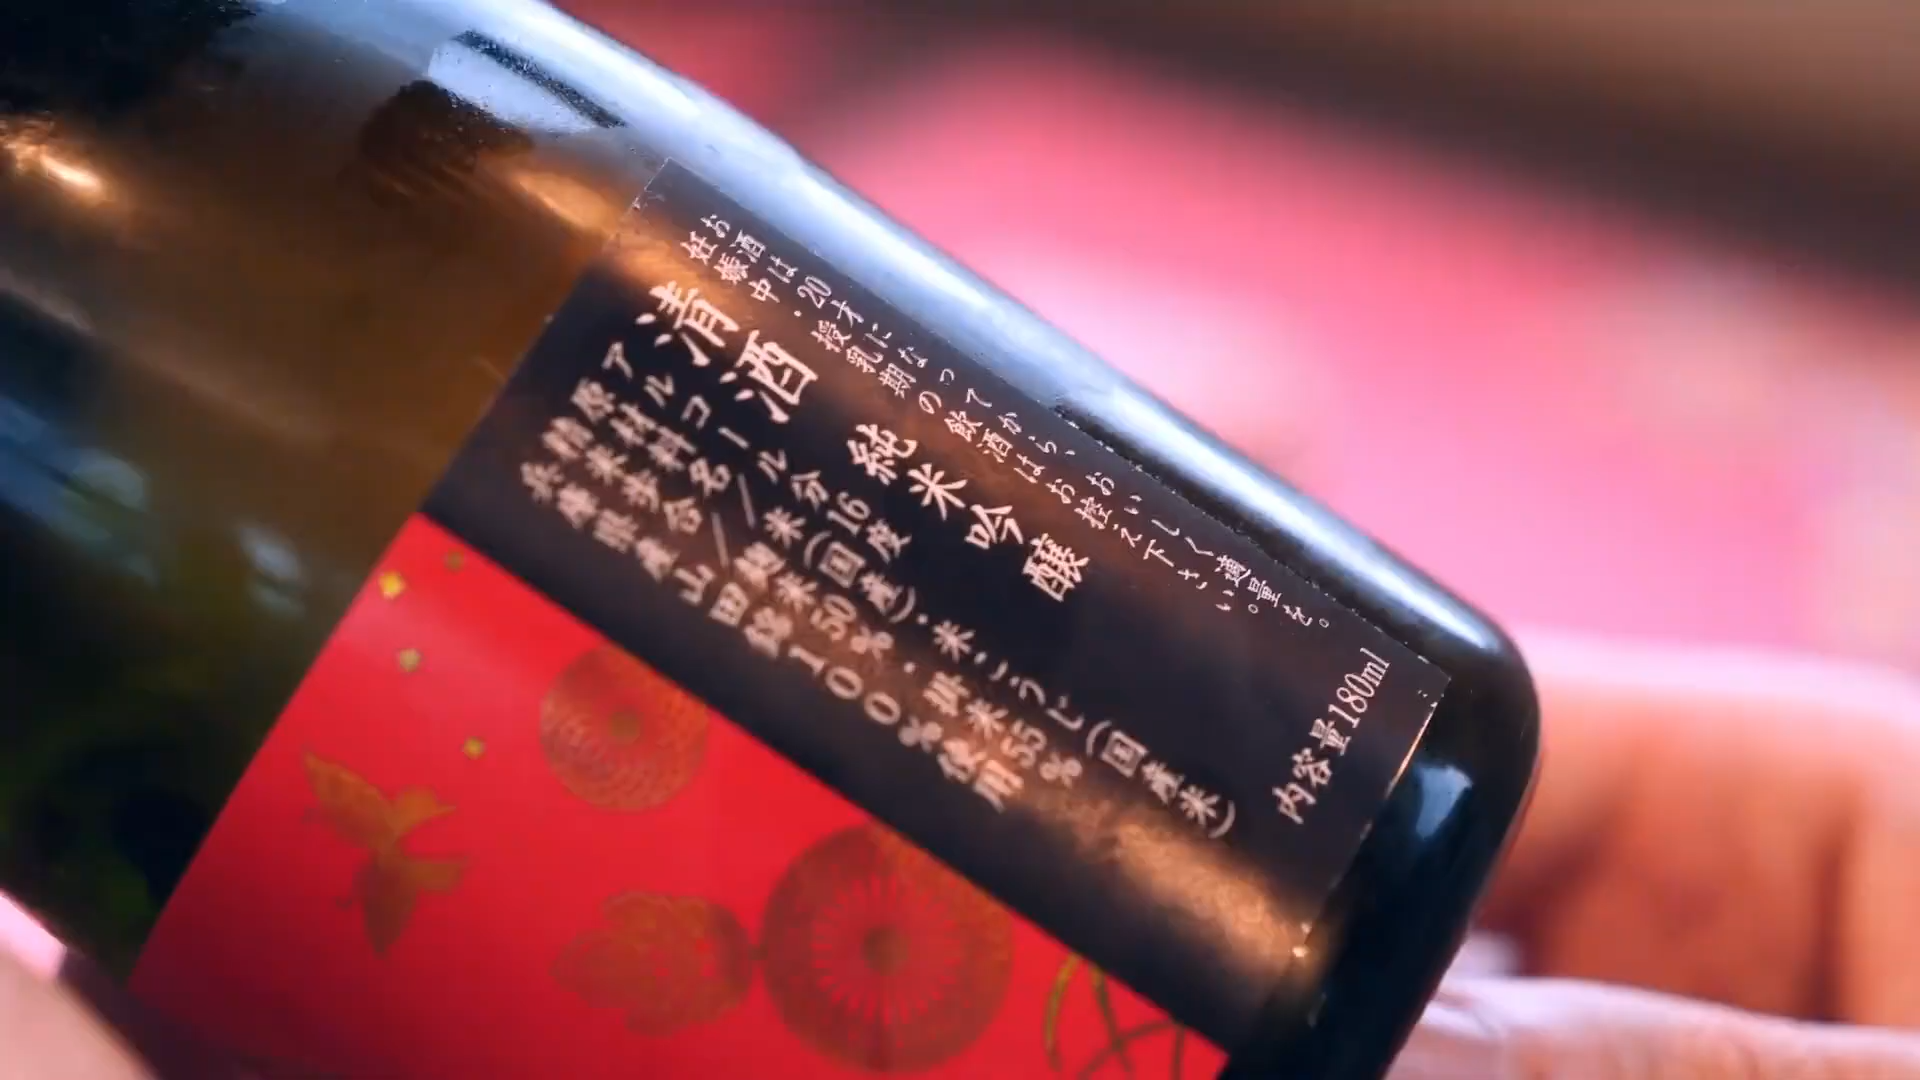 お酒は20才になってから、おいしく適量を。
妊娠中・授乳期の飲酒はお控え下さい。
清酒 純米吟醸
アルコール分16度
原材料名／米(国産)・米こうじ(国産米)
精米歩合／麹米50%・掛米55%
兵庫県産山田錦100%使用
内容量180ml